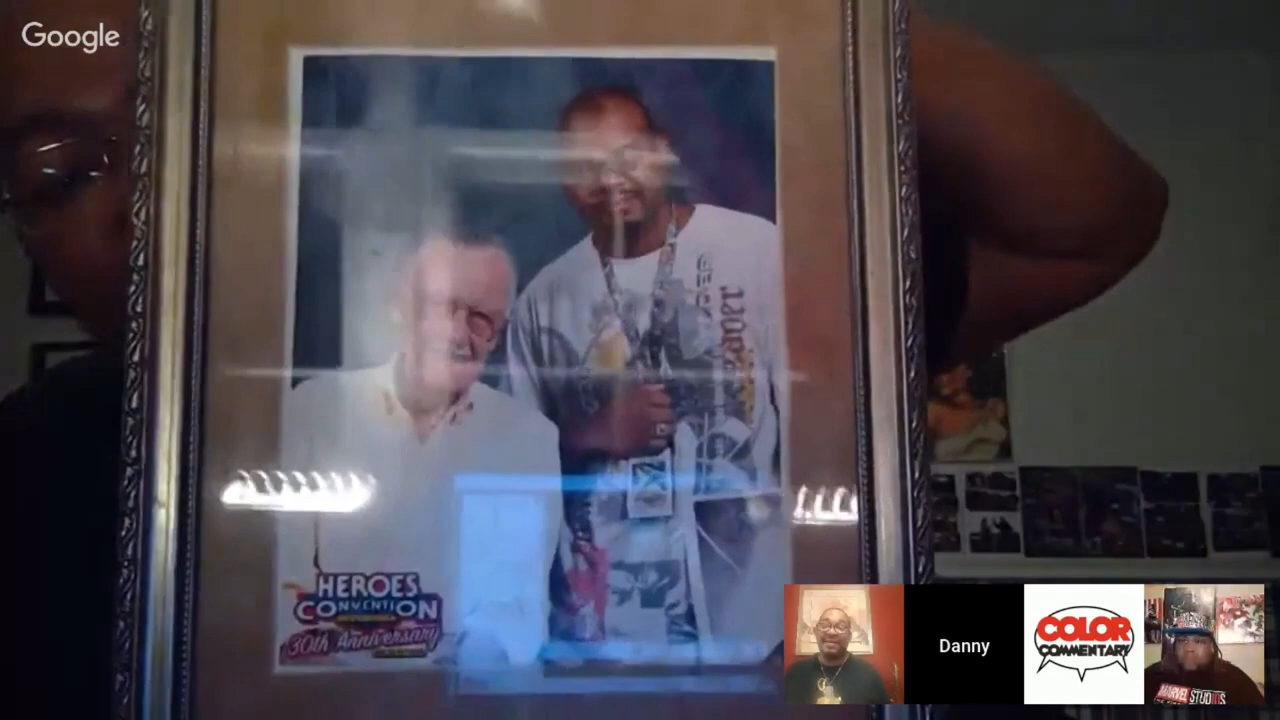 Google
HEROES
CONVENTION
30th Anniversary
Danny
COLOR
COMMENTARY
MARVEL STUDIOS